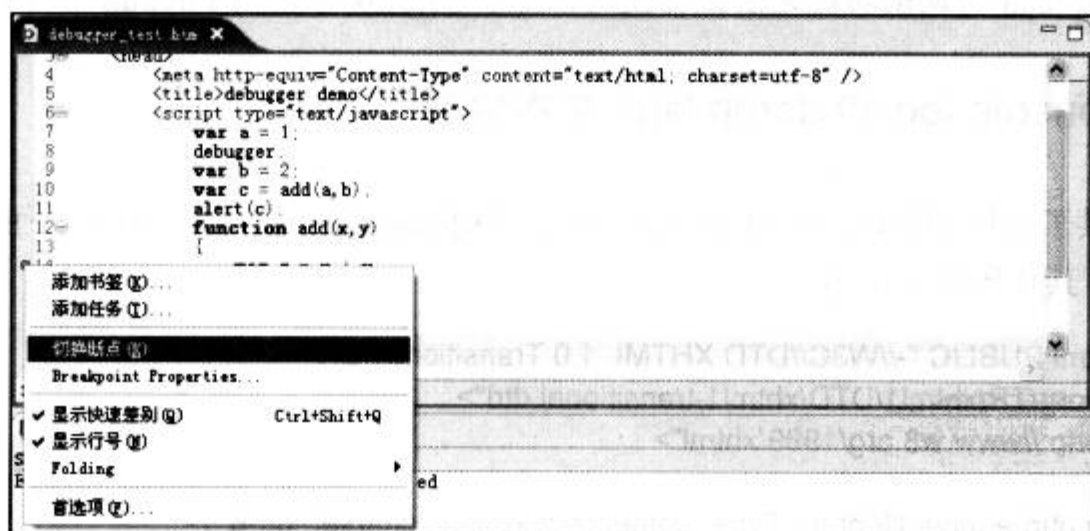 debugger_test.htm
3 <head>
4 <meta http-equiv="Content-Type" content="text/html; charset=utf-8" />
5 <title>debugger demo</title>
6 <script type="text/javascript">
7 var a = 1;
8 debugger;
9 var b = 2;
10 var c = add(a,b);
11 alert(c);
12 function add(x,y)
13 {
添加书签(K)...
添加任务(T)...
切换断点(K)
Breakpoint Properties...
显示快速差别(Q) Ctrl+Shift+Q
显示行号(N)
Folding
首选项(P)...
ed